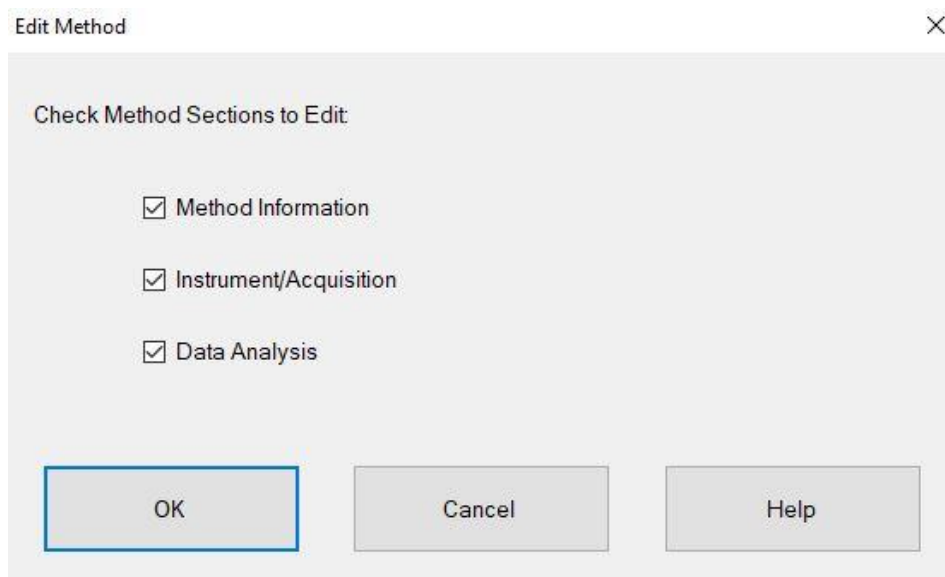 Edit Method
Check Method Sections to Edit:
Method Information
Instrument/Acquisition
Data Analysis
OK
Cancel
Help